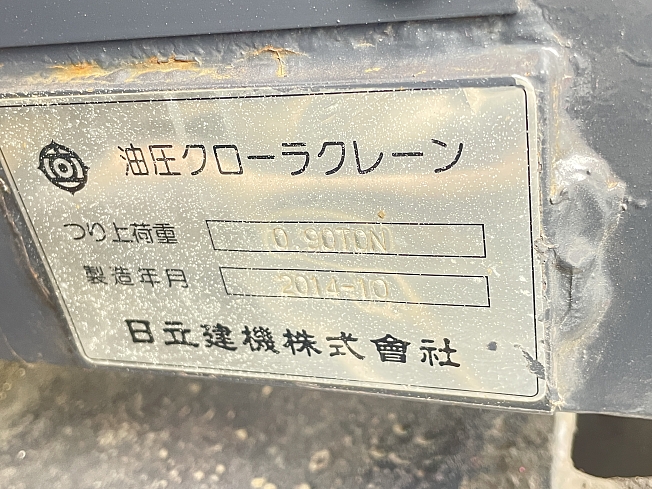 油圧クローラクレーン
つり上荷重 0.90TON
製造年月 2014-10
日立建機株式會社